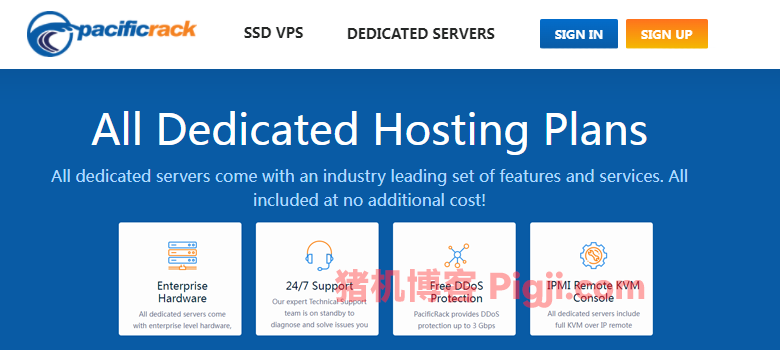 pacificrack
SSD VPS
DEDICATED SERVERS
SIGN IN
SIGN UP
All Dedicated Hosting Plans
All dedicated servers come with an industry leading set of features and services. All
included at no additional cost!
Enterprise
Hardware
All dedicated servers come
with enterprise level hardware,
24/7 Support
Our expert Technical Support
team is on standby to
diagnose and solve issues you
Free DDoS
Protection
PacificRack provides DDoS
protection up to 3 Gbps
IPMI Remote KVM
Console
All dedicated servers include
full KVM over IP remote
猪机博客 Pigji.com